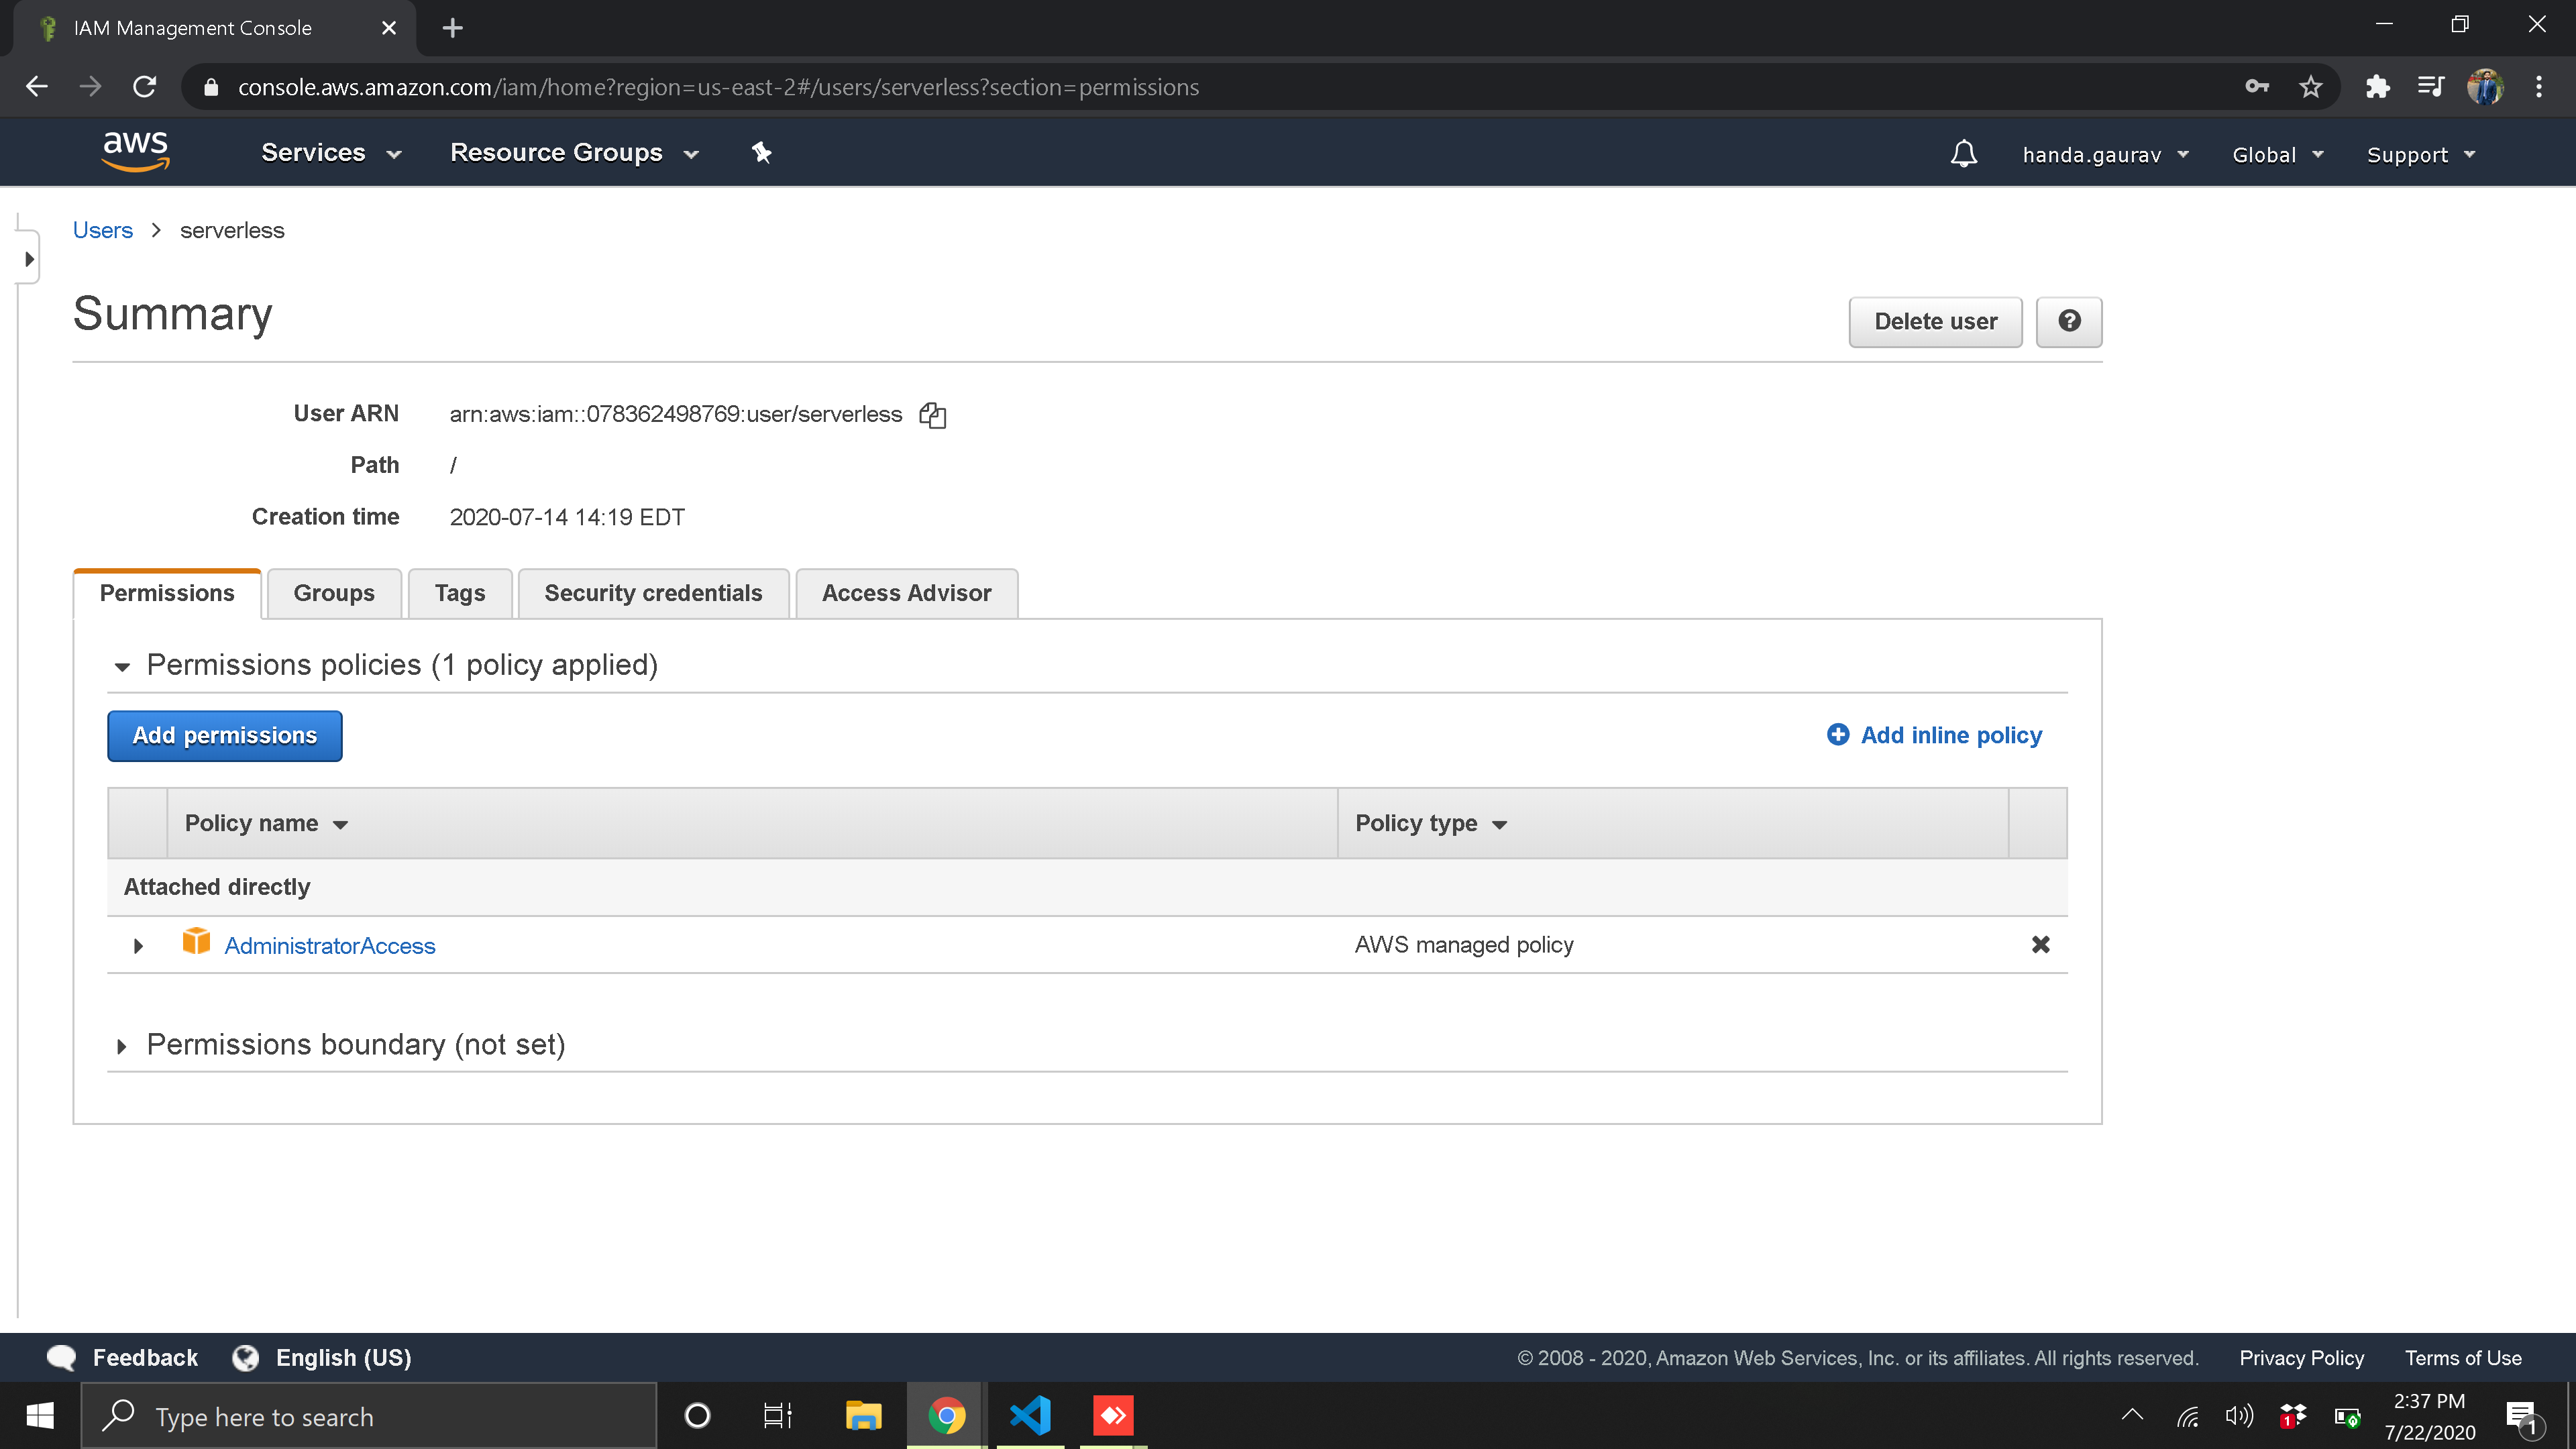 IAM Management Console
console.aws.amazon.com/iam/home?region=us-east-2#/users/serverless?section=permissions
aws Services Resource Groups handa.gaurav Global Support
Users > serverless
Summary
Delete user
User ARN arn:aws:iam::078362498769:user/serverless
Path /
Creation time 2020-07-14 14:19 EDT
Permissions Groups Tags Security credentials Access Advisor
Permissions policies (1 policy applied)
Add permissions Add inline policy
Policy name Policy type
Attached directly
AdministratorAccess AWS managed policy
Permissions boundary (not set)
Feedback English (US) © 2008 - 2020, Amazon Web Services, Inc. or its affiliates. All rights reserved. Privacy Policy Terms of Use
Type here to search
1
2:37 PM
7/22/2020
1